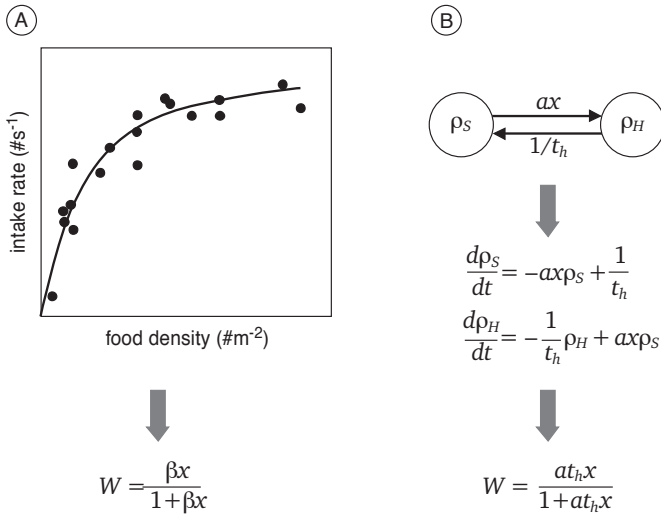 A
intake rate (#s⁻¹)
food density (#m⁻²)
W = βx / 1+βx
B
ρS ax ρH
1/th
dρS/dt = –axρS + 1/th
dρH/dt = – 1/th ρH + axρS
W = athx / 1+athx